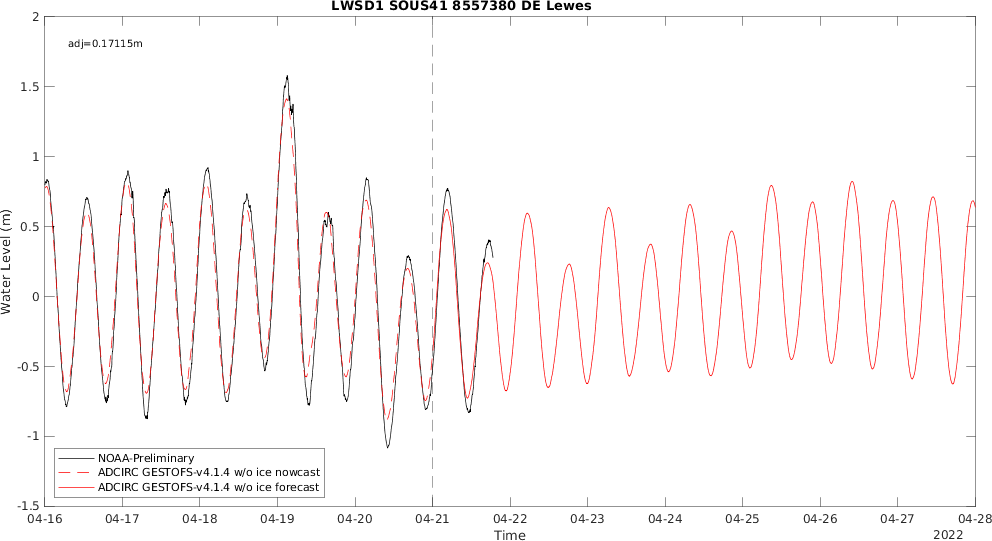 LWSD1 SOUS41 8557380 DE Lewes
adj=0.17115m
2
1.5
1
0.5
0
-0.5
-1
-1.5
Water Level (m)
NOAA-Preliminary
ADCIRC GESTOFS-v4.1.4 w/o ice nowcast
ADCIRC GESTOFS-v4.1.4 w/o ice forecast
04-16 04-17 04-18 04-19 04-20 04-21 04-22 04-23 04-24 04-25 04-26 04-27 04-28
Time
2022